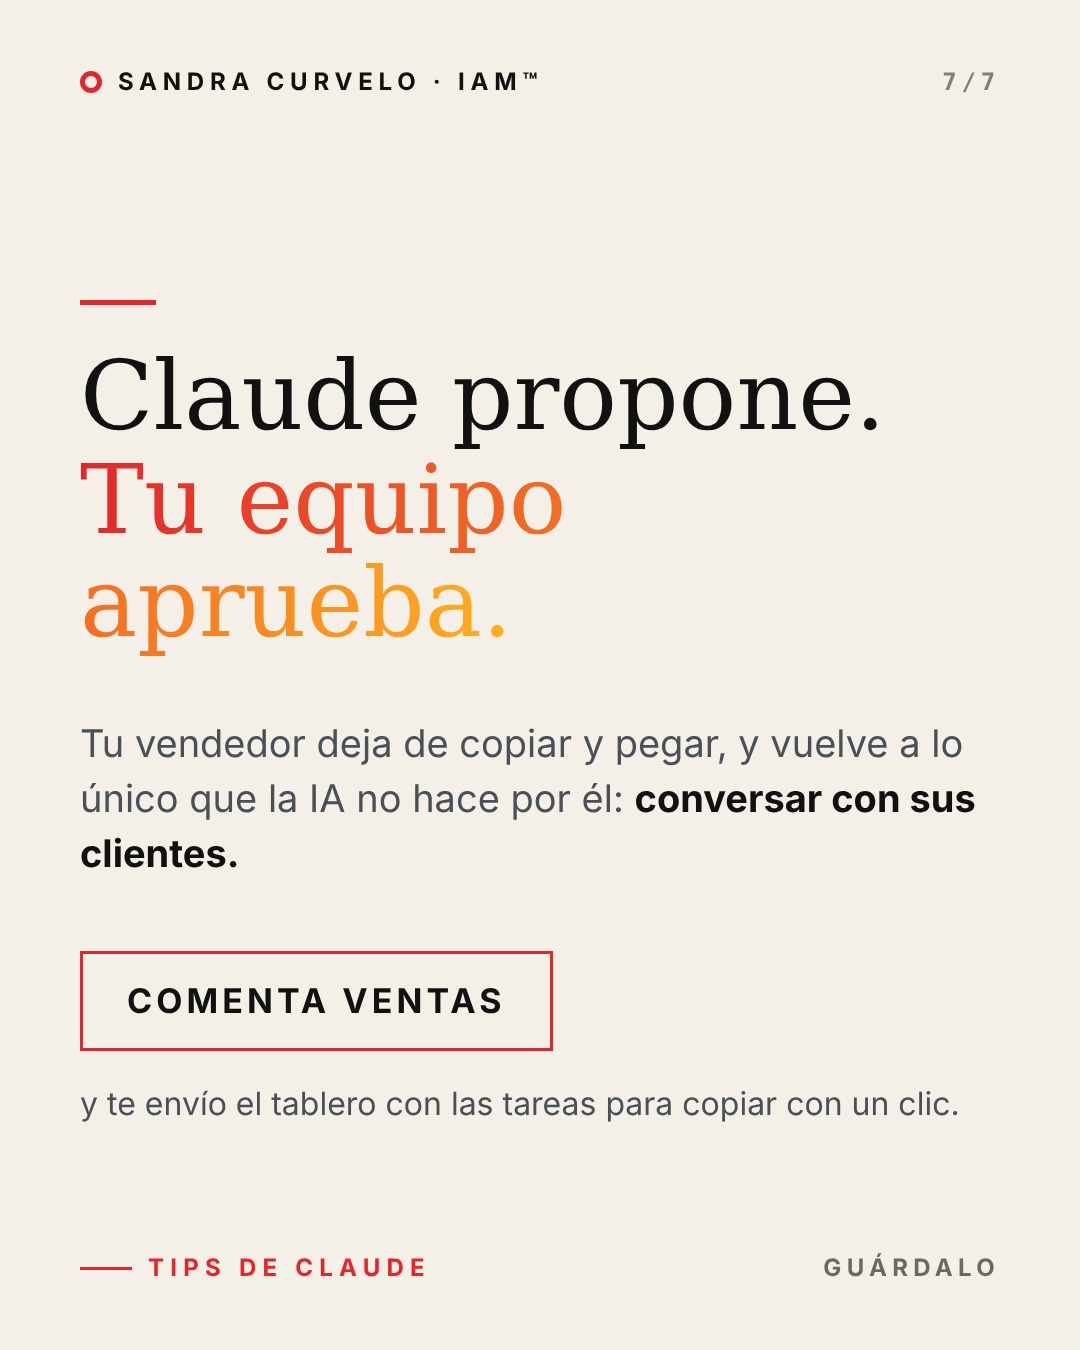 SANDRA CURVELO · IAM™
7/7
Claude propone.
Tu equipo
aprueba.
Tu vendedor deja de copiar y pegar, y vuelve a lo
único que la IA no hace por él: conversar con sus
clientes.
COMENTA VENTAS
y te envío el tablero con las tareas para copiar con un clic.
TIPS DE CLAUDE
GUÁRDALO